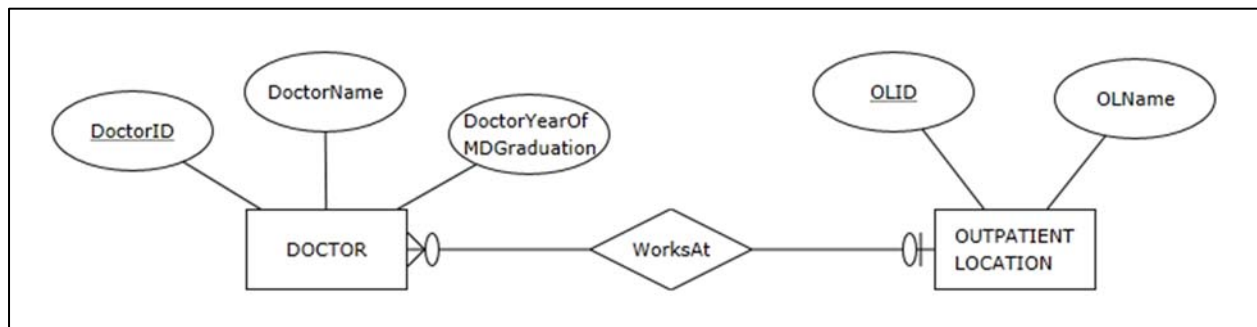 DoctorID
DoctorName
DoctorYearOf
MDGraduation
OLID
OLName
DOCTOR
WorksAt
OUTPATIENT
LOCATION